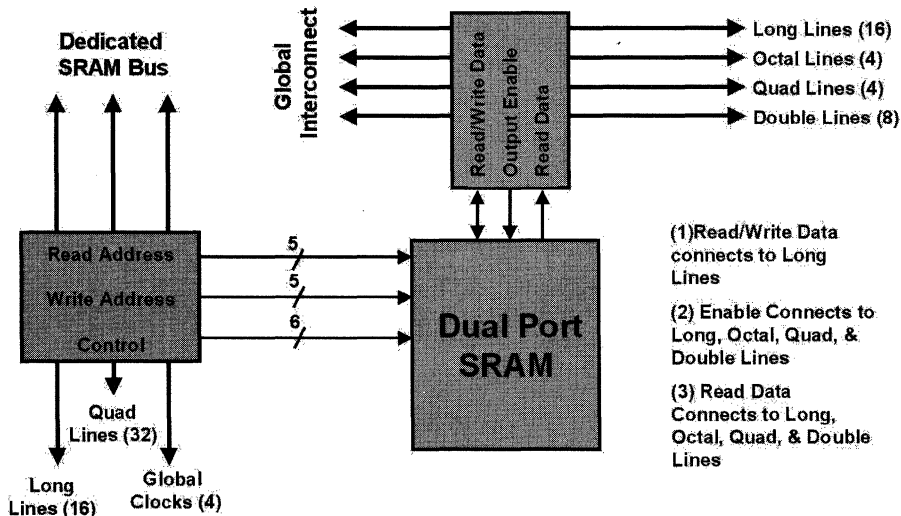 Dedicated
SRAM Bus
Global
Interconnect
Read/Write Data
Output Enable
Read Data
Long Lines (16)
Octal Lines (4)
Quad Lines (4)
Double Lines (8)
Read Address
Write Address
Control
5
5
6
Dual Port
SRAM
Quad
Lines (32)
Long
Lines (16)
Global
Clocks (4)
(1)Read/Write Data
connects to Long
Lines
(2) Enable Connects to
Long, Octal, Quad, &
Double Lines
(3) Read Data
Connects to Long,
Octal, Quad, & Double
Lines